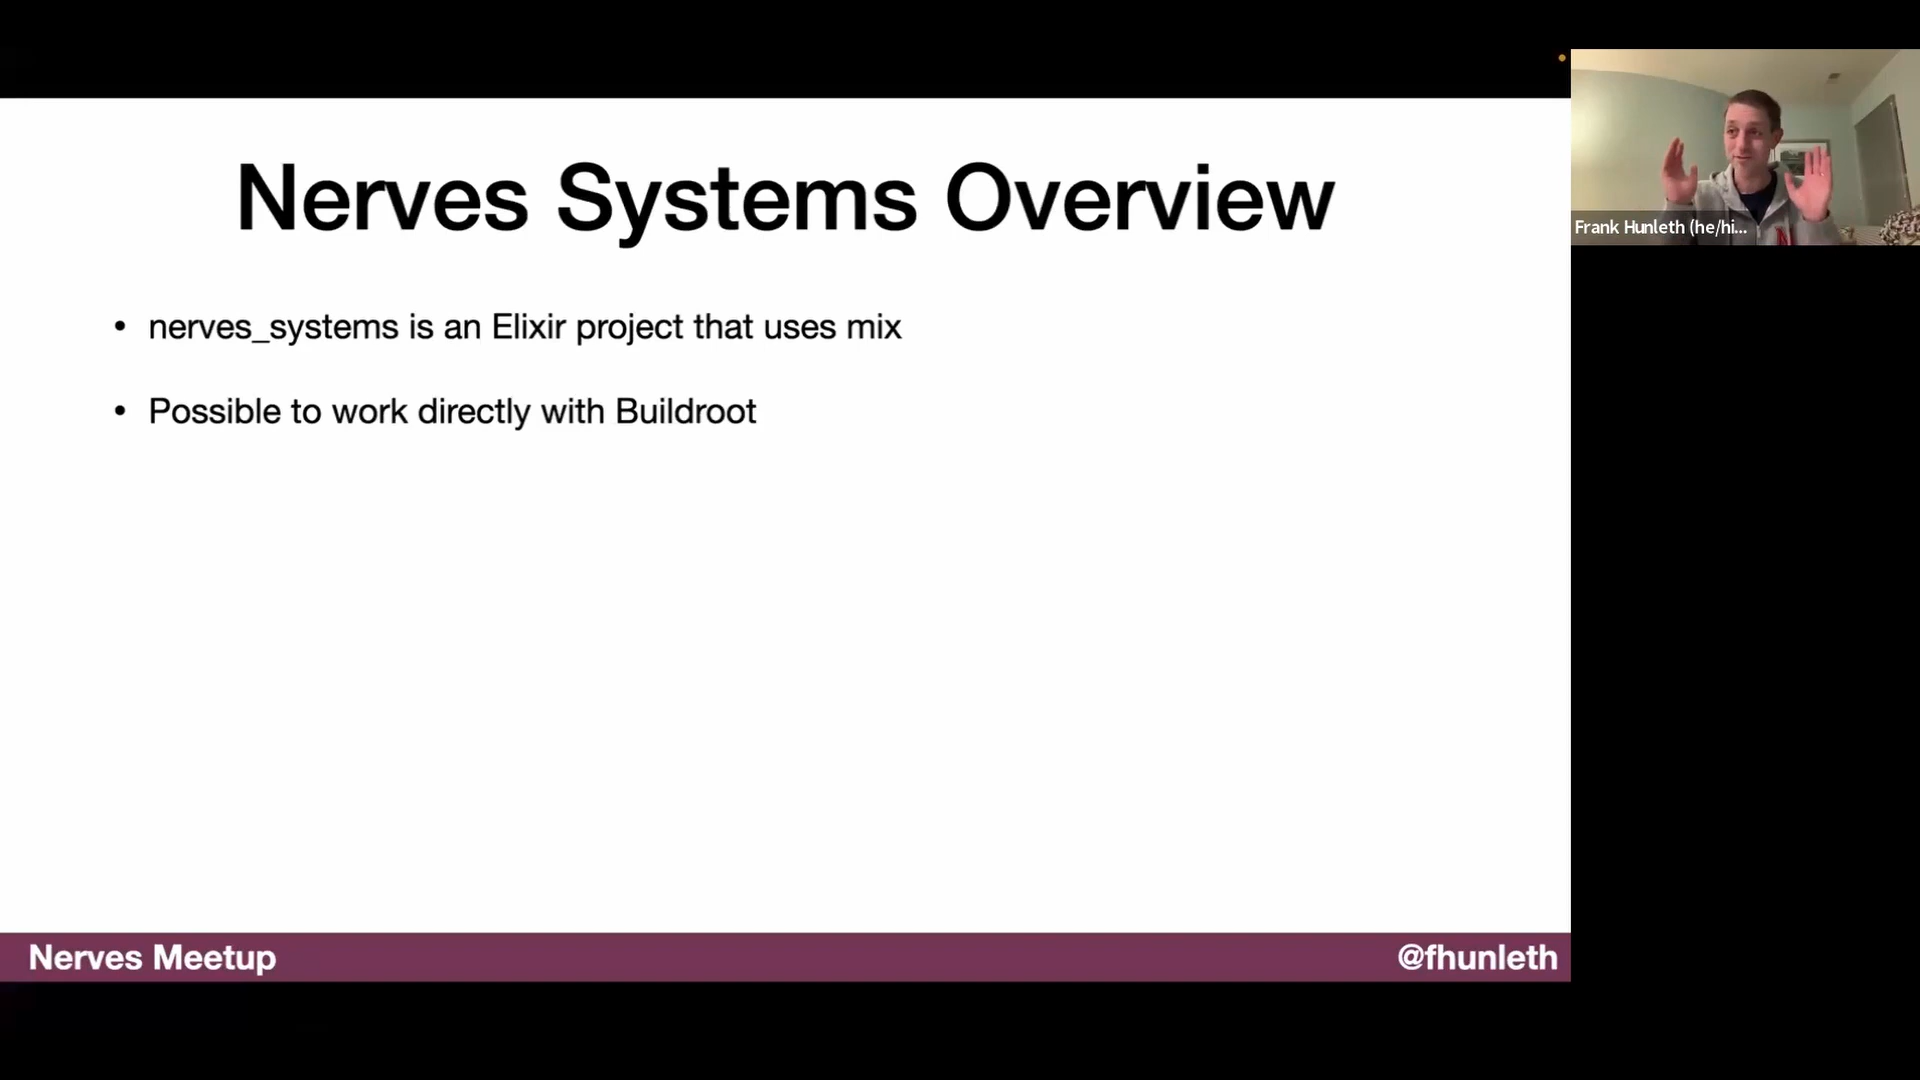 Nerves Systems Overview
• nerves_systems is an Elixir project that uses mix
• Possible to work directly with Buildroot
Frank Hunleth (he/hi...
Nerves Meetup
@fhunleth